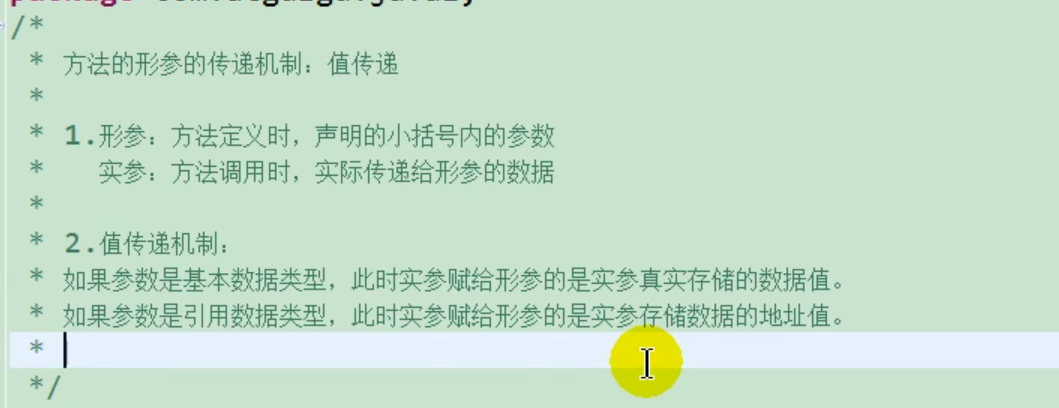 /*
* 方法的形参的传递机制：值传递
*
* 1.形参：方法定义时，声明的小括号内的参数
*   实参：方法调用时，实际传递给形参的数据
*
* 2.值传递机制：
* 如果参数是基本数据类型，此时实参赋给形参的是实参真实存储的数据值。
* 如果参数是引用数据类型，此时实参赋给形参的是实参存储数据的地址值。
*
*/